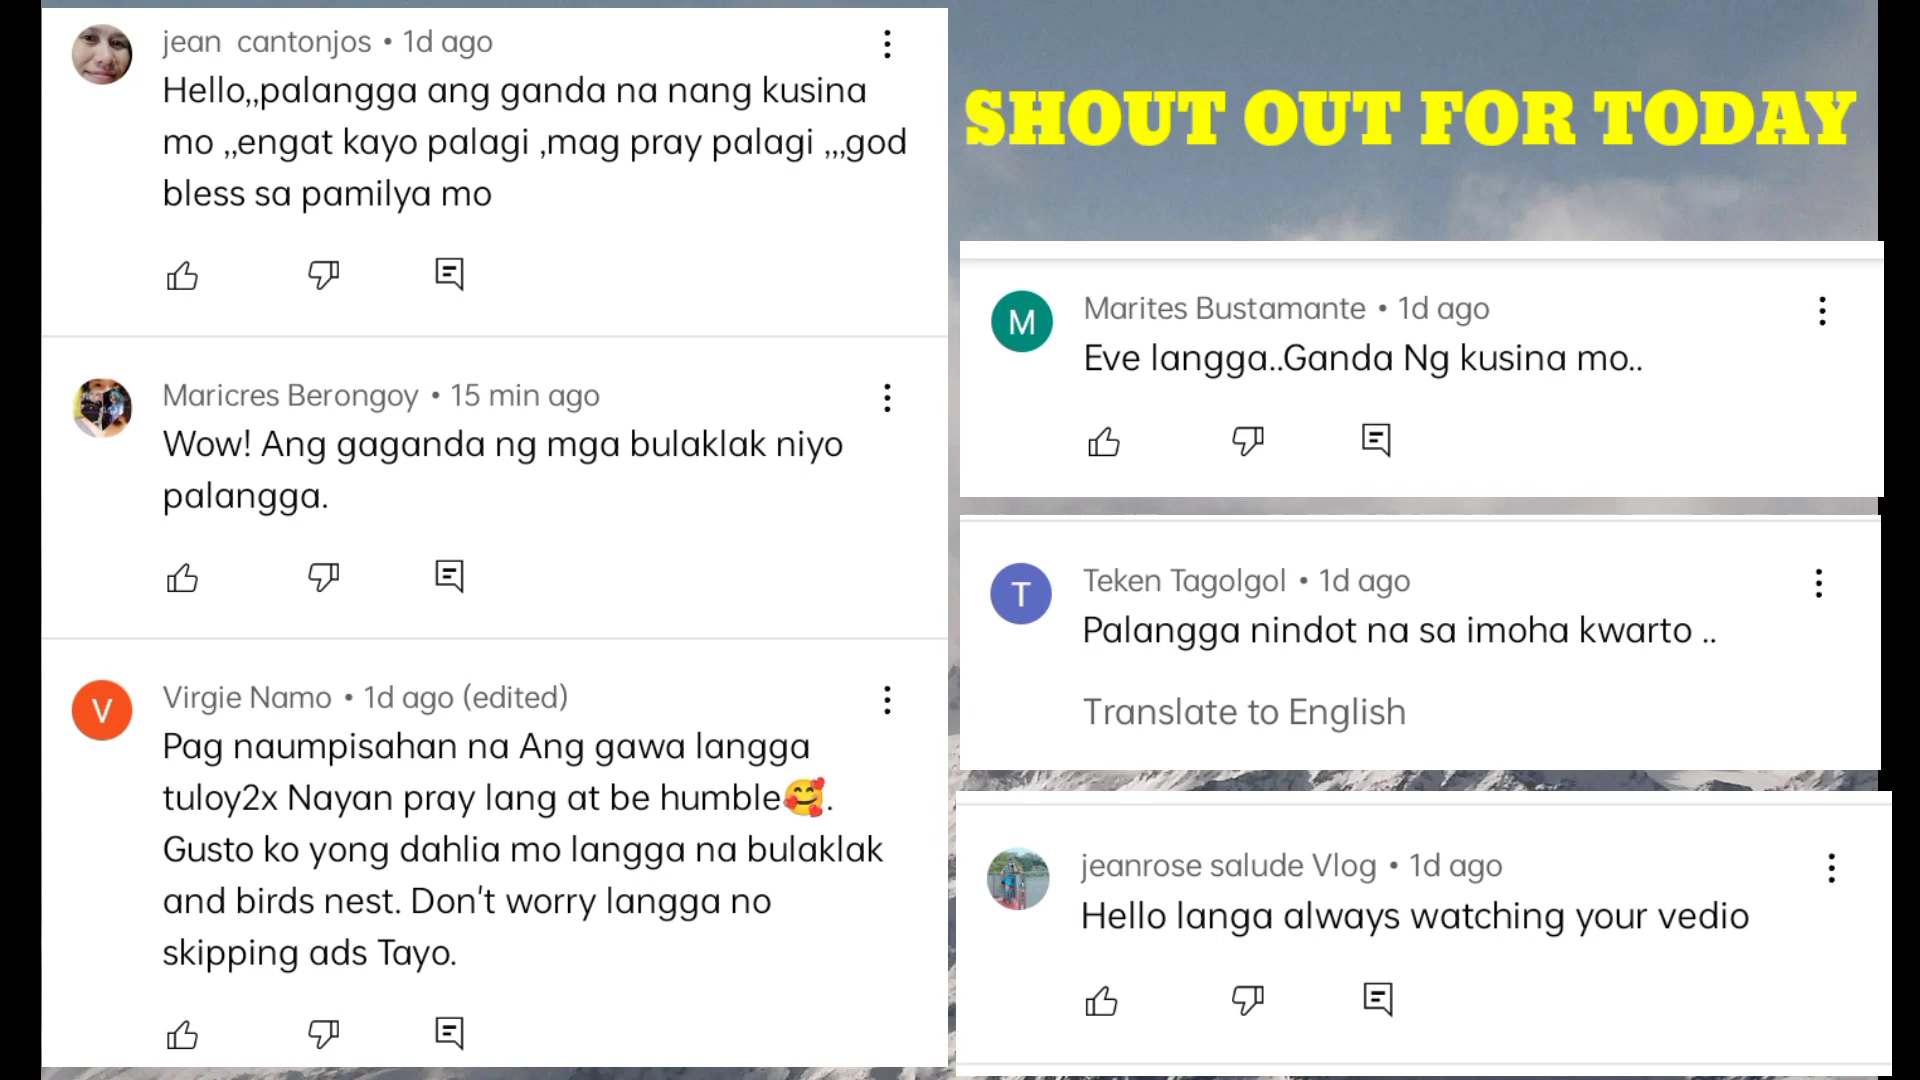 jean cantonjos • 1d ago
Hello,,palangga ang ganda na nang kusina
mo ,,engat kayo palagi ,mag pray palagi ,,,god
bless sa pamilya mo
Maricres Berongoy • 15 min ago
Wow! Ang gaganda ng mga bulaklak niyo
palangga.
V
Virgie Namo • 1d ago (edited)
Pag naumpisahan na Ang gawa langga
tuloy2x Nayan pray lang at be humble🥰.
Gusto ko yong dahlia mo langga na bulaklak
and birds nest. Don't worry langga no
skipping ads Tayo.
SHOUT OUT FOR TODAY
M
Marites Bustamante • 1d ago
Eve langga..Ganda Ng kusina mo..
T
Teken Tagolgol • 1d ago
Palangga nindot na sa imoha kwarto ..
Translate to English
jeanrose salude Vlog • 1d ago
Hello langa always watching your vedio